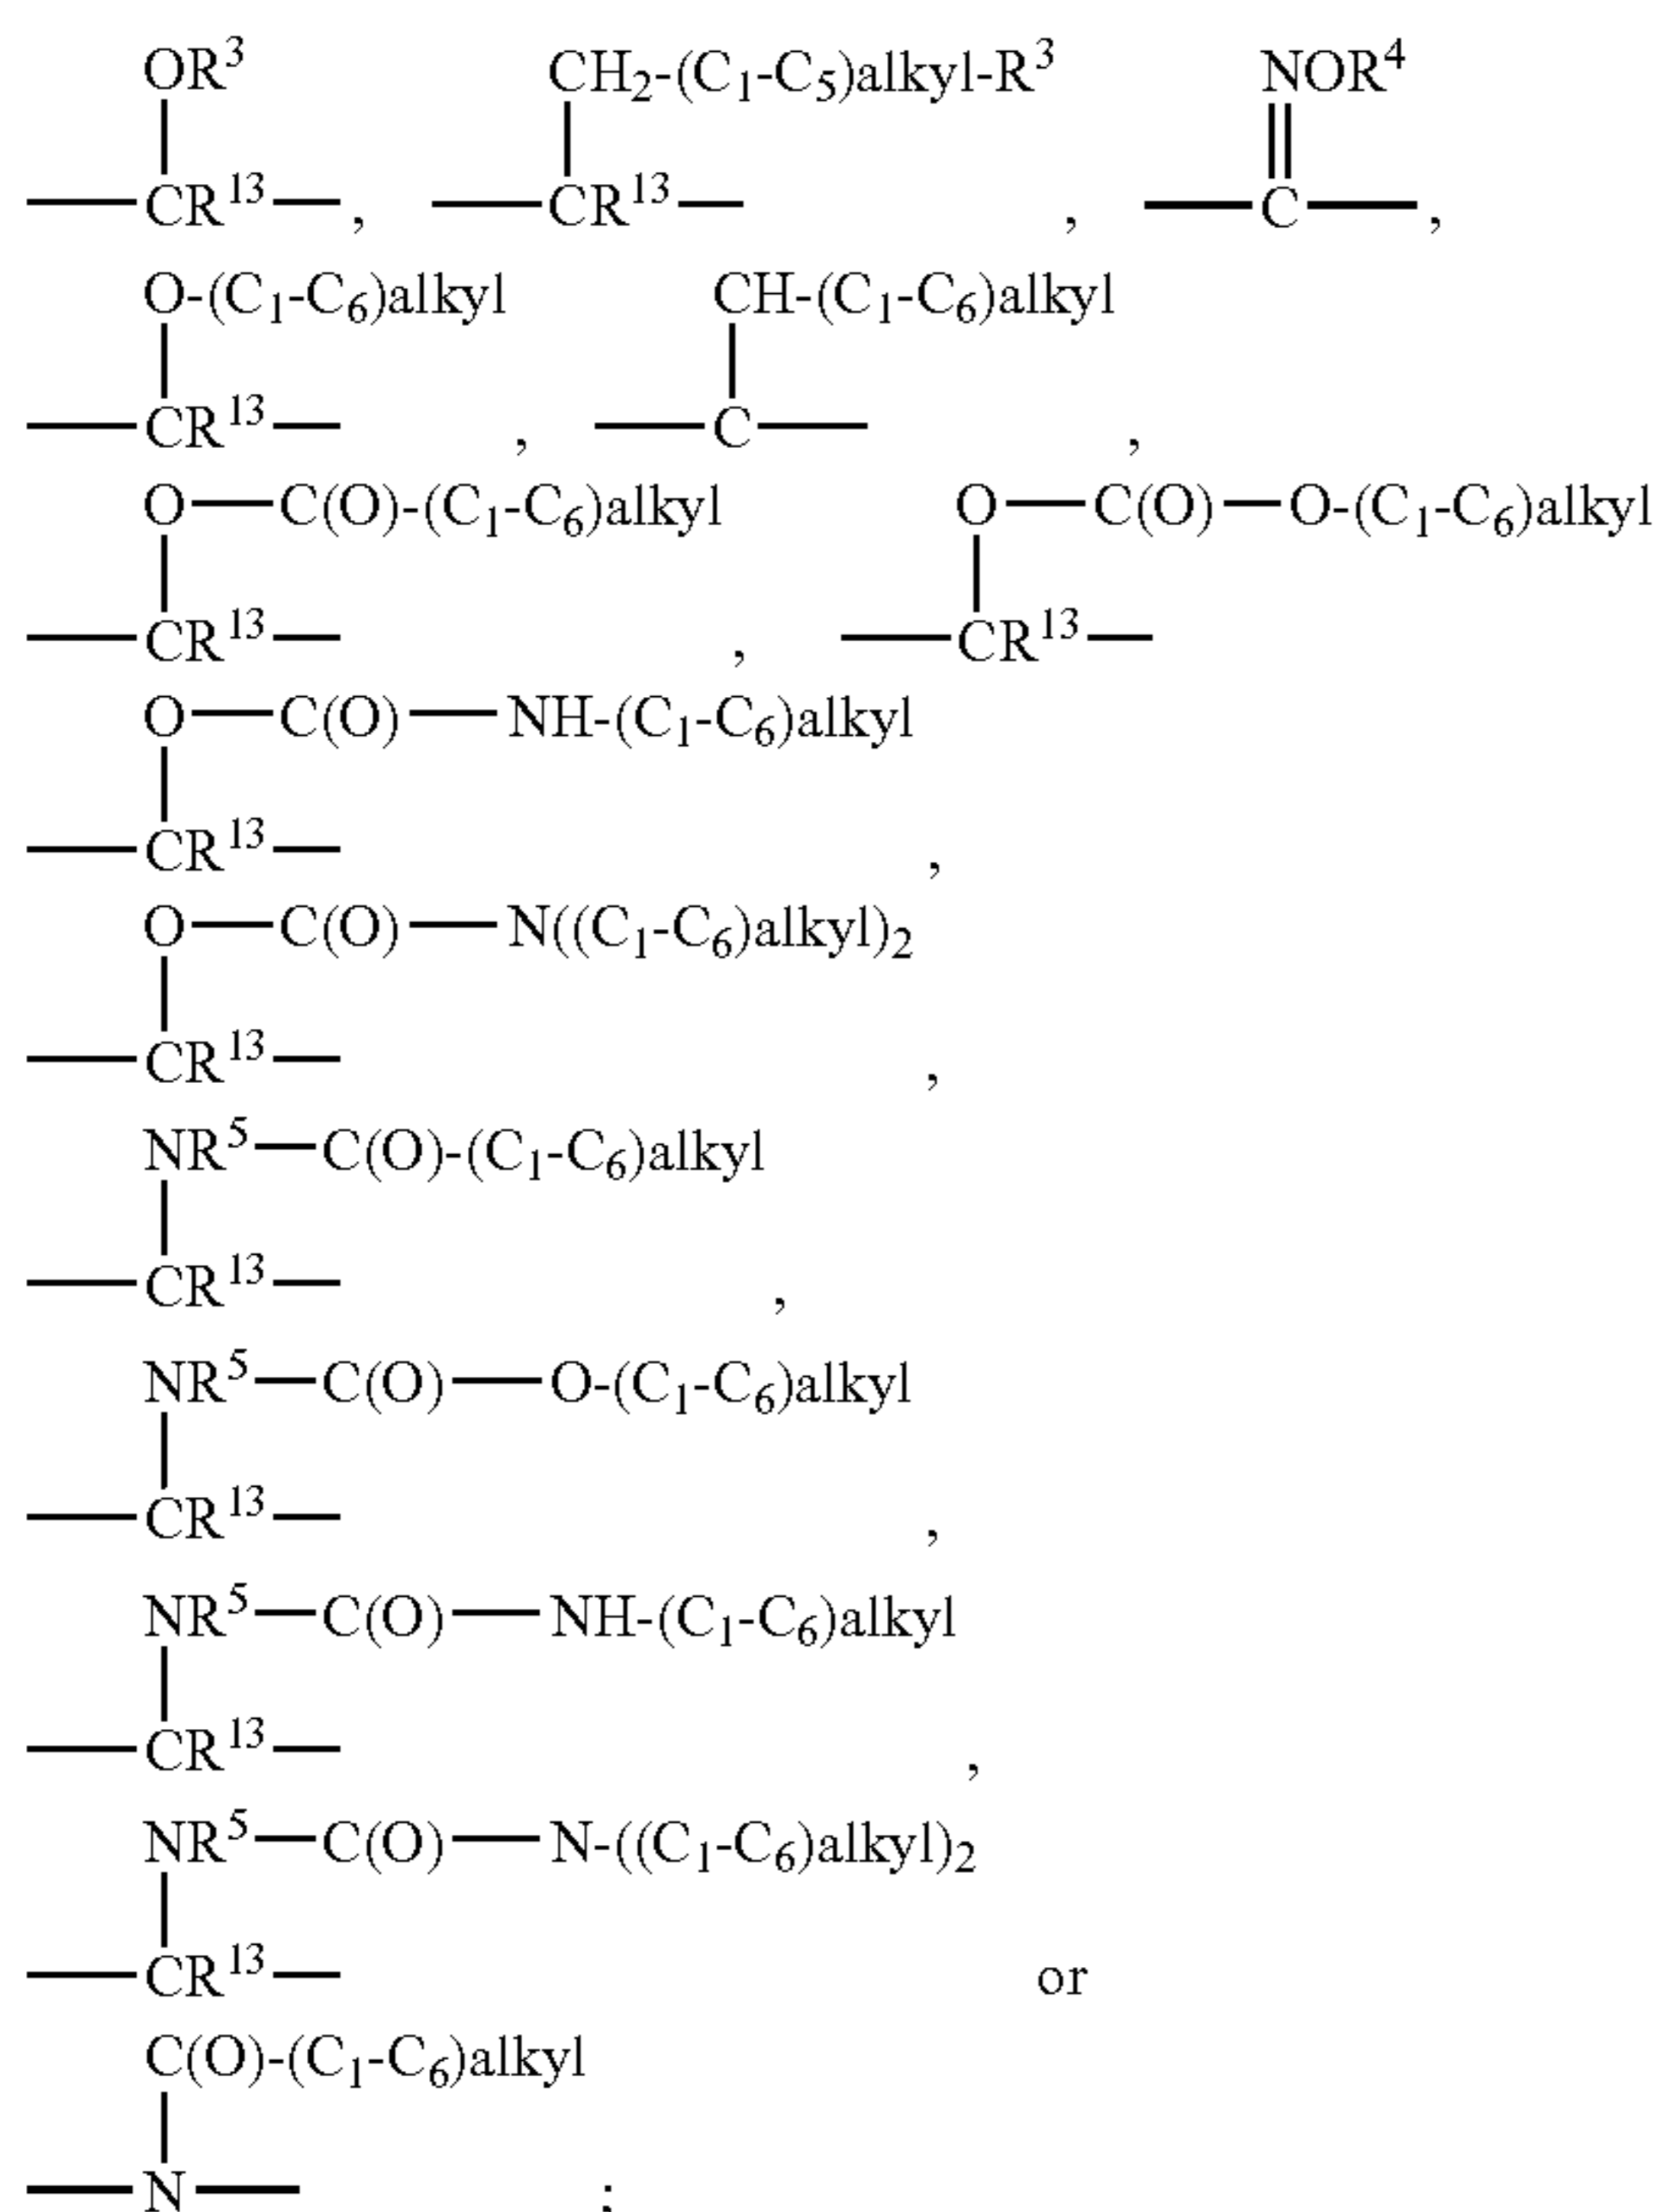 OR³ CH₂-(C₁-C₅)alkyl-R³ NOR⁴
CR¹³ , CR¹³ , C ,
O-(C₁-C₆)alkyl CH-(C₁-C₆)alkyl
CR¹³ , C ,
O—C(O)-(C₁-C₆)alkyl O—C(O)—O-(C₁-C₆)alkyl
CR¹³ , CR¹³
O—C(O)—NH-(C₁-C₆)alkyl
CR¹³ ,
O—C(O)—N((C₁-C₆)alkyl)₂
CR¹³ ,
NR⁵—C(O)-(C₁-C₆)alkyl
CR¹³ ,
NR⁵—C(O)—O-(C₁-C₆)alkyl
CR¹³ ,
NR⁵—C(O)—NH-(C₁-C₆)alkyl
CR¹³ ,
NR⁵—C(O)—N-((C₁-C₆)alkyl)₂
CR¹³ or
C(O)-(C₁-C₆)alkyl
N ;